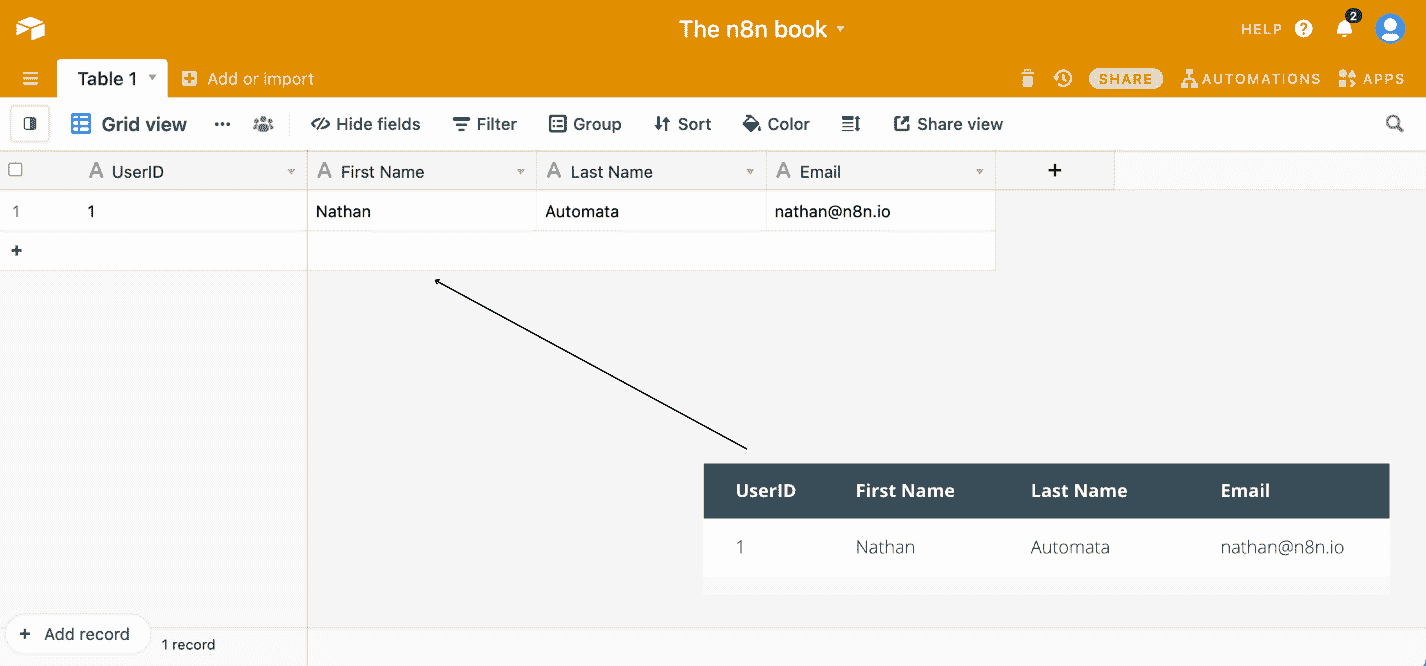 The n8n book
HELP ? 2
Table 1 Add or import SHARE AUTOMATIONS APPS
Grid view ... Hide fields Filter Group Sort Color Share view
A UserID A First Name A Last Name A Email +
1 1 Nathan Automata nathan@n8n.io
+
UserID First Name Last Name Email
1 Nathan Automata nathan@n8n.io
+ Add record 1 record